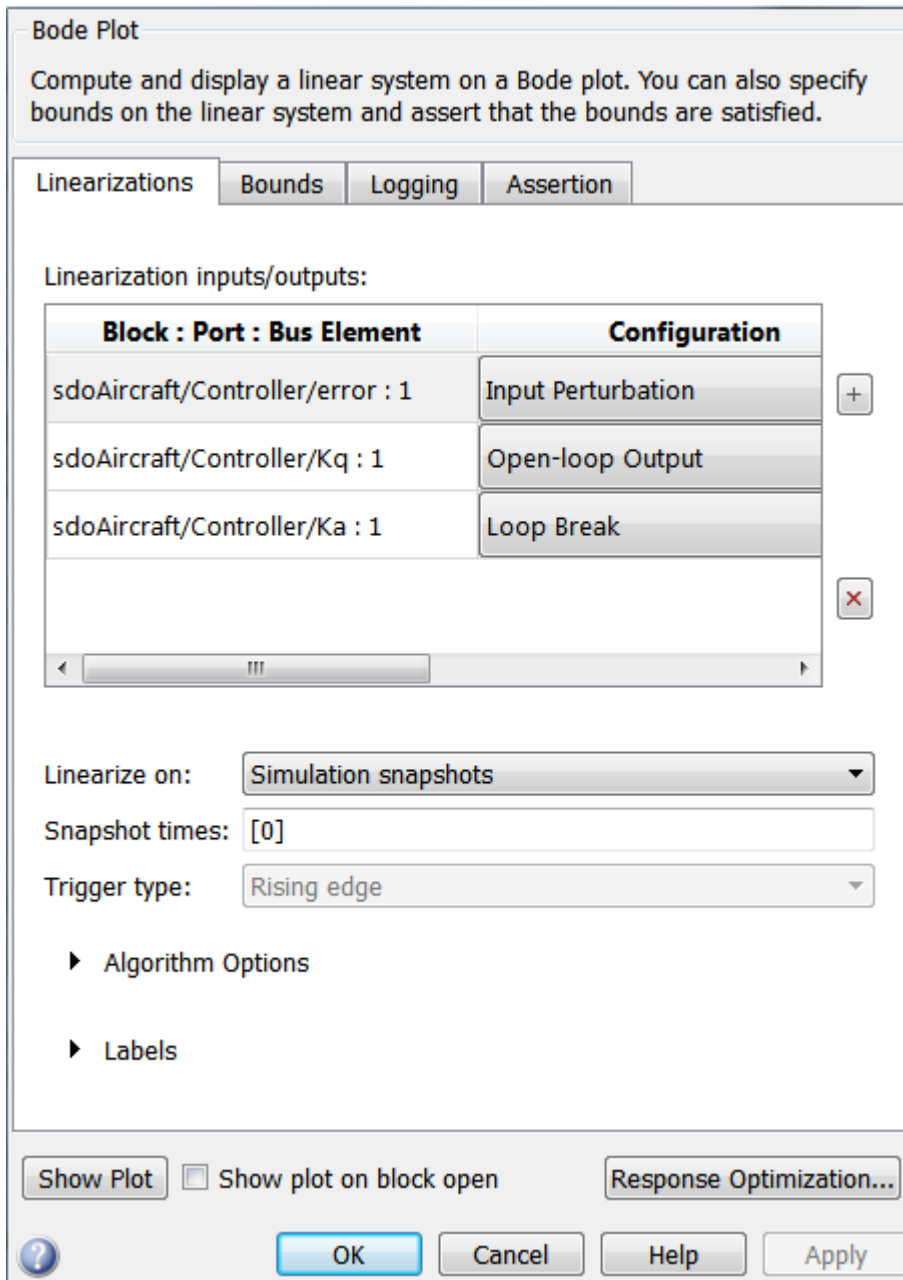 Bode Plot
Compute and display a linear system on a Bode plot. You can also specify
bounds on the linear system and assert that the bounds are satisfied.
Linearizations Bounds Logging Assertion
Linearization inputs/outputs:
Block : Port : Bus Element Configuration
sdoAircraft/Controller/error : 1 Input Perturbation
+
sdoAircraft/Controller/Kq : 1 Open-loop Output
sdoAircraft/Controller/Ka : 1 Loop Break
Linearize on: Simulation snapshots
Snapshot times: [0]
Trigger type: Rising edge
Algorithm Options
Labels
Show Plot Show plot on block open Response Optimization...
? OK Cancel Help Apply